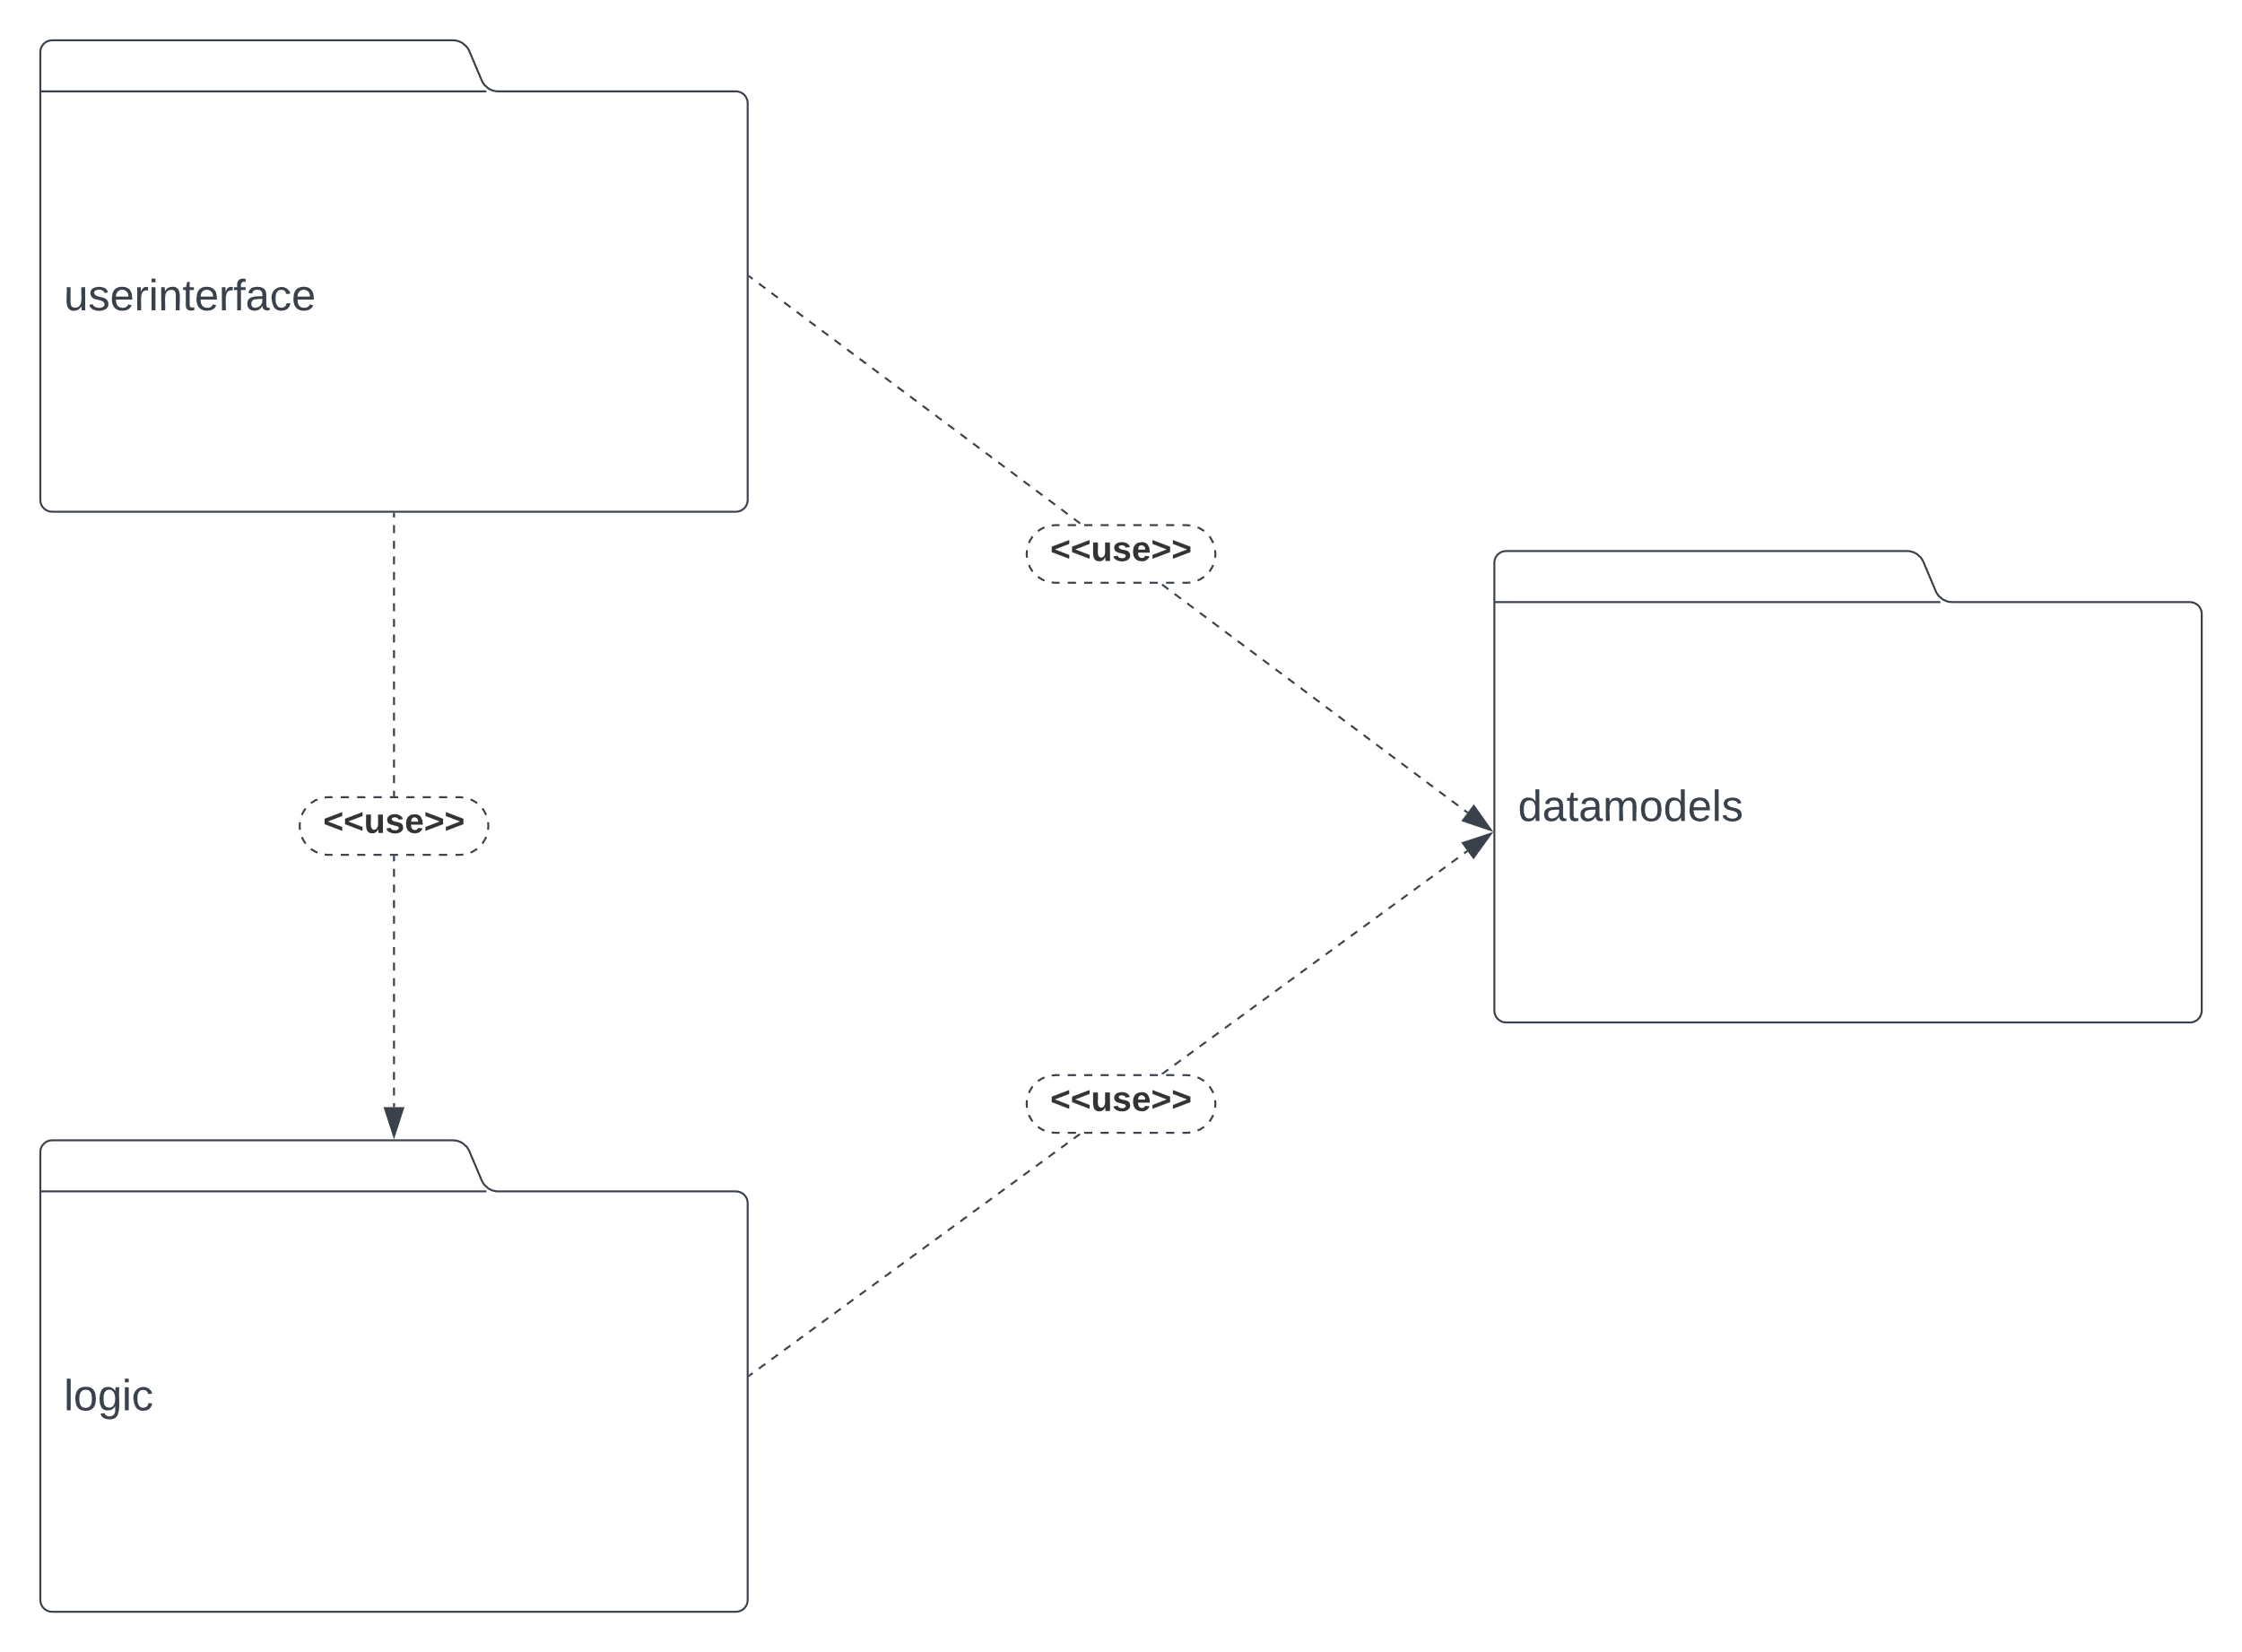 userinterface
<<use>>
datamodels
<<use>>
<<use>>
logic